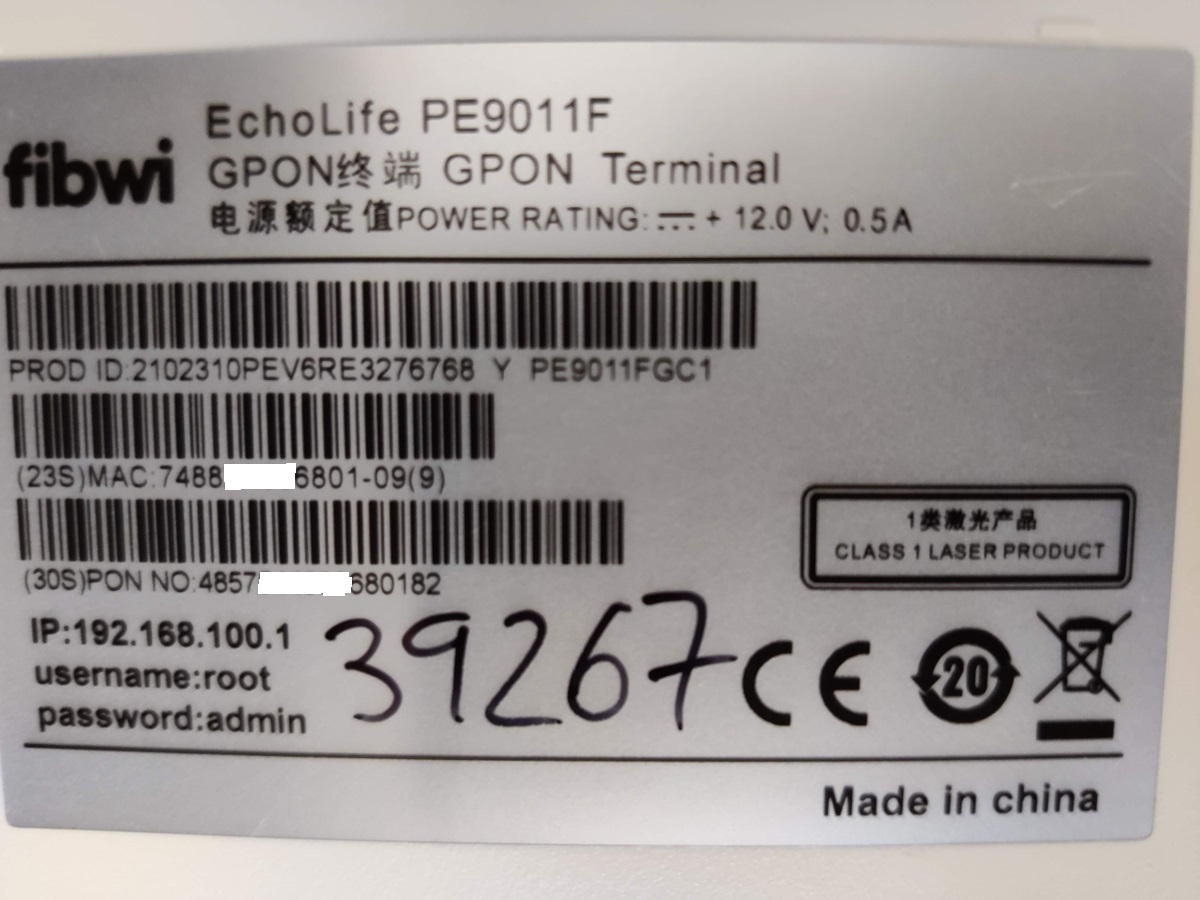 fibwi
EchoLife PE9011F
GPON终端 GPON Terminal
电源额定值POWER RATING: ⎓ + 12.0 V; 0.5A
PROD ID:2102310PEV6RE3276768 Y PE9011FGC1
(23S)MAC:7488 6801-09(9)
(30S)PON NO:4857 680182
1类激光产品
CLASS 1 LASER PRODUCT
IP:192.168.100.1
username:root
password:admin
39267
CE
20
Made in china